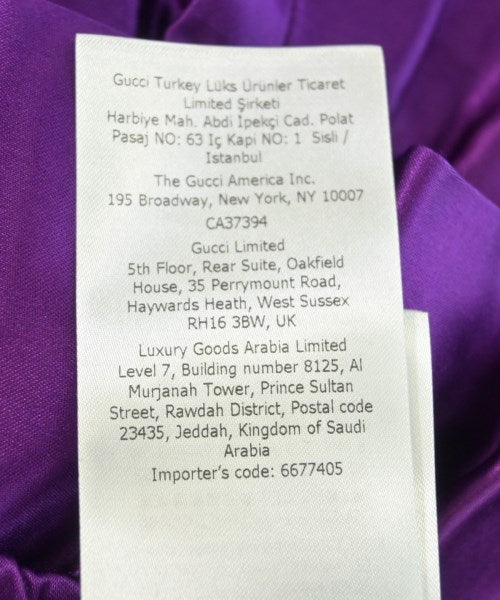 Gucci Turkey Lüks Ürünler Ticaret
Limited Şirketi
Harbiye Mah. Abdi İpekçi Cad. Polat
Pasaj NO: 63 Iç Kapi NO: 1 Sisli /
Istanbul
The Gucci America Inc.
195 Broadway, New York, NY 10007
CA37394
Gucci Limited
5th Floor, Rear Suite, Oakfield
House, 35 Perrymount Road,
Haywards Heath, West Sussex
RH16 3BW, UK
Luxury Goods Arabia Limited
Level 7, Building number 8125, Al
Murjanah Tower, Prince Sultan
Street, Rawdah District, Postal code
23435, Jeddah, Kingdom of Saudi
Arabia
Importer's code: 6677405